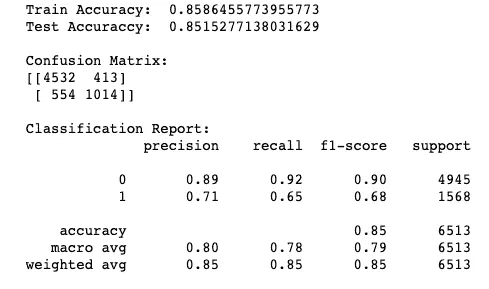 Train Accuracy:  0.8586455773955773
Test Accuraccy:  0.8515277138031629
Confusion Matrix:
[[4532  413]
 [ 554 1014]]
Classification Report:
              precision    recall  f1-score   support
           0       0.89      0.92      0.90      4945
           1       0.71      0.65      0.68      1568
    accuracy                           0.85      6513
   macro avg       0.80      0.78      0.79      6513
weighted avg       0.85      0.85      0.85      6513